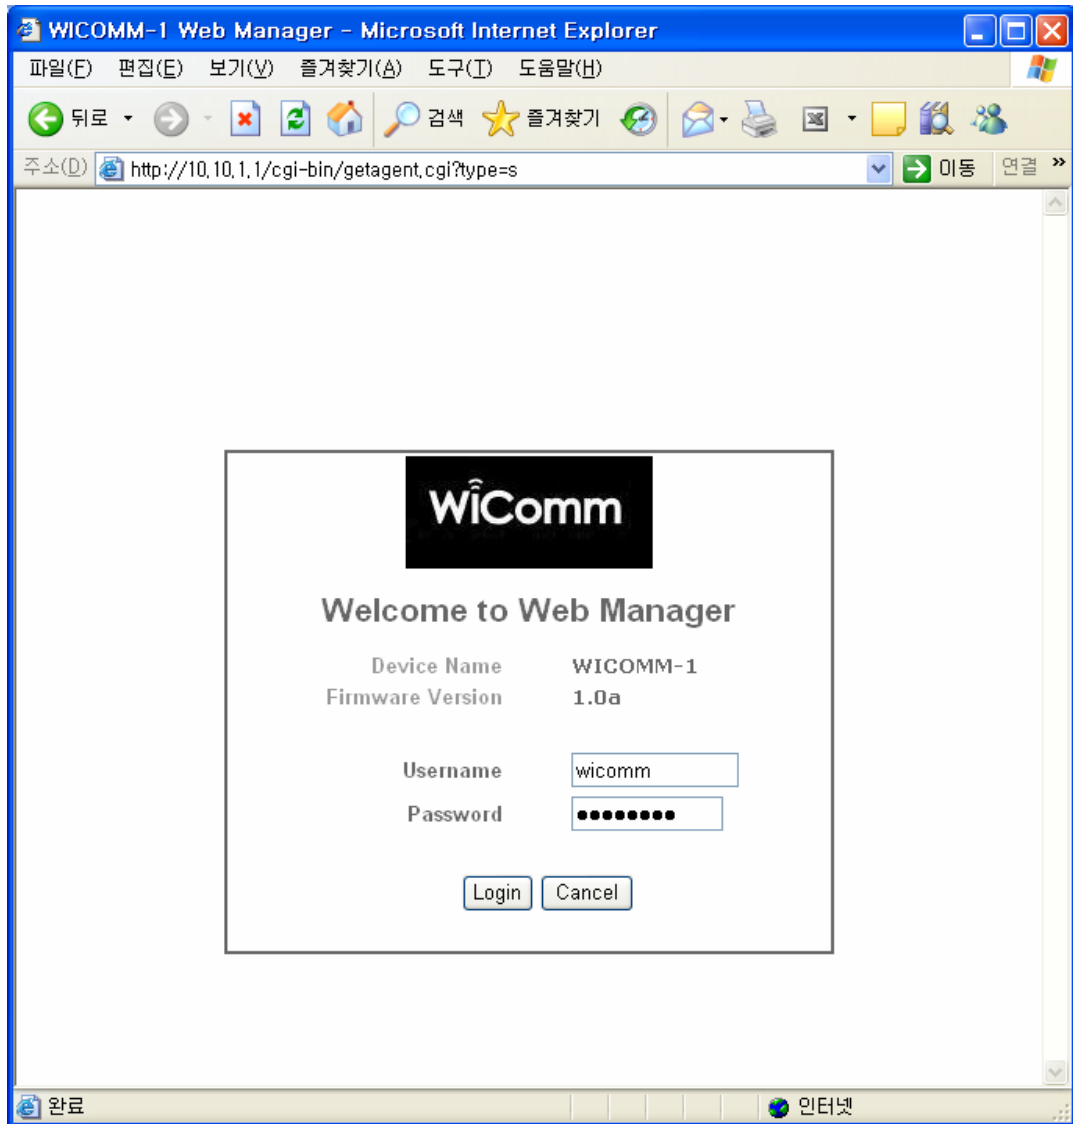 WICOMM-1 Web Manager - Microsoft Internet Explorer
파일(F) 편집(E) 보기(V) 즐겨찾기(A) 도구(T) 도움말(H)
뒤로 검색 즐겨찾기
주소(D) http://10.10.1.1/cgi-bin/getagent.cgi?type=s 이동 연결 »
WiComm
Welcome to Web Manager
Device Name WICOMM-1
Firmware Version 1.0a
Username wicomm
Password ●●●●●●●●
Login Cancel
완료 인터넷